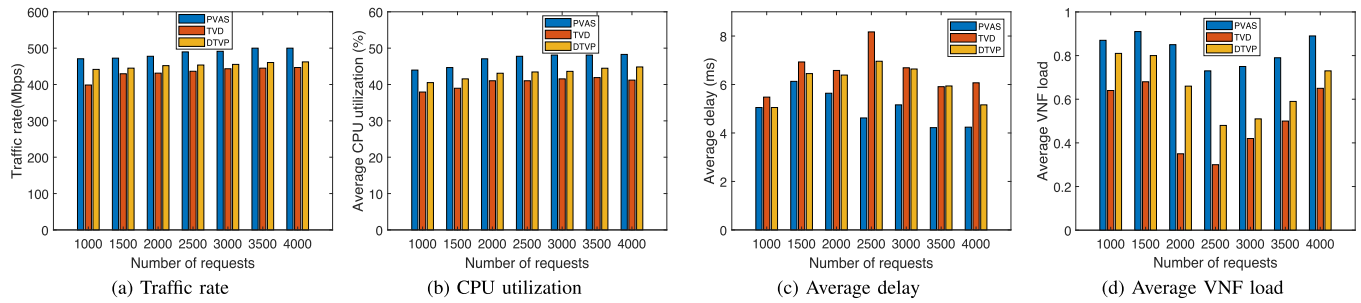 Traffic rate(Mbps)
600
500
400
300
200
100
0
PVAS
TVD
DTVP
1000 1500 2000 2500 3000 3500 4000
Number of requests
(a) Traffic rate
Average CPU utilization (%)
60
50
40
30
20
10
0
PVAS
TVD
DTVP
1000 1500 2000 2500 3000 3500 4000
Number of requests
(b) CPU utilization
Average delay (ms)
8
6
4
2
0
PVAS
TVD
DTVP
1000 1500 2000 2500 3000 3500 4000
Number of requests
(c) Average delay
Average VNF load
1
0.8
0.6
0.4
0.2
0
PVAS
TVD
DTVP
1000 1500 2000 2500 3000 3500 4000
Number of requests
(d) Average VNF load